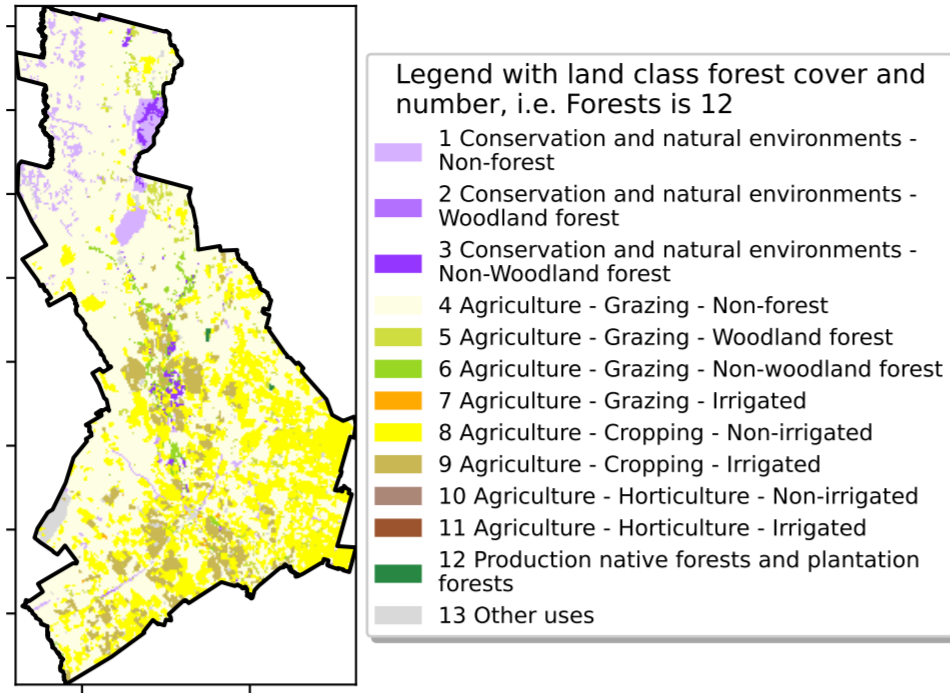 Legend with land class forest cover and
number, i.e. Forests is 12
1 Conservation and natural environments -
Non-forest
2 Conservation and natural environments -
Woodland forest
3 Conservation and natural environments -
Non-Woodland forest
4 Agriculture - Grazing - Non-forest
5 Agriculture - Grazing - Woodland forest
6 Agriculture - Grazing - Non-woodland forest
7 Agriculture - Grazing - Irrigated
8 Agriculture - Cropping - Non-irrigated
9 Agriculture - Cropping - Irrigated
10 Agriculture - Horticulture - Non-irrigated
11 Agriculture - Horticulture - Irrigated
12 Production native forests and plantation
forests
13 Other uses